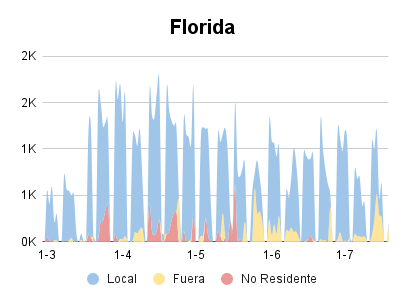 Florida
2K
2K
1K
1K
0K
1-3 1-4 1-5 1-6 1-7
Local Fuera No Residente